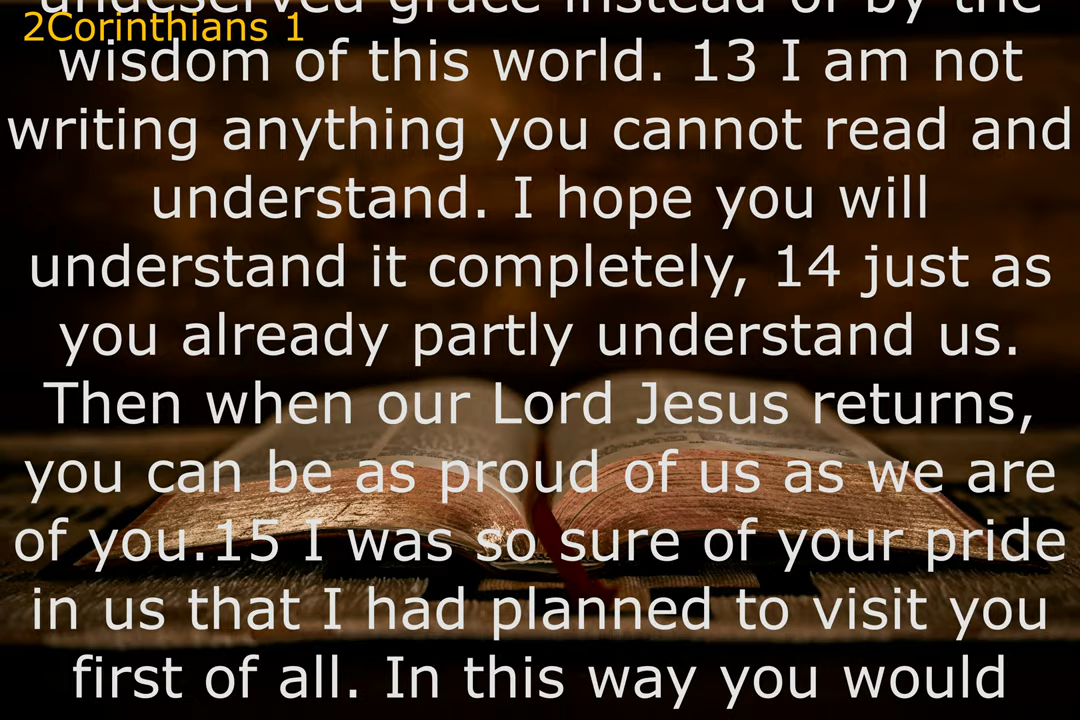 undeserved grace instead of by the
2Corinthians 1
wisdom of this world. 13 I am not
writing anything you cannot read and
understand. I hope you will
understand it completely, 14 just as
you already partly understand us.
Then when our Lord Jesus returns,
you can be as proud of us as we are
of you.15 I was so sure of your pride
in us that I had planned to visit you
first of all. In this way you would